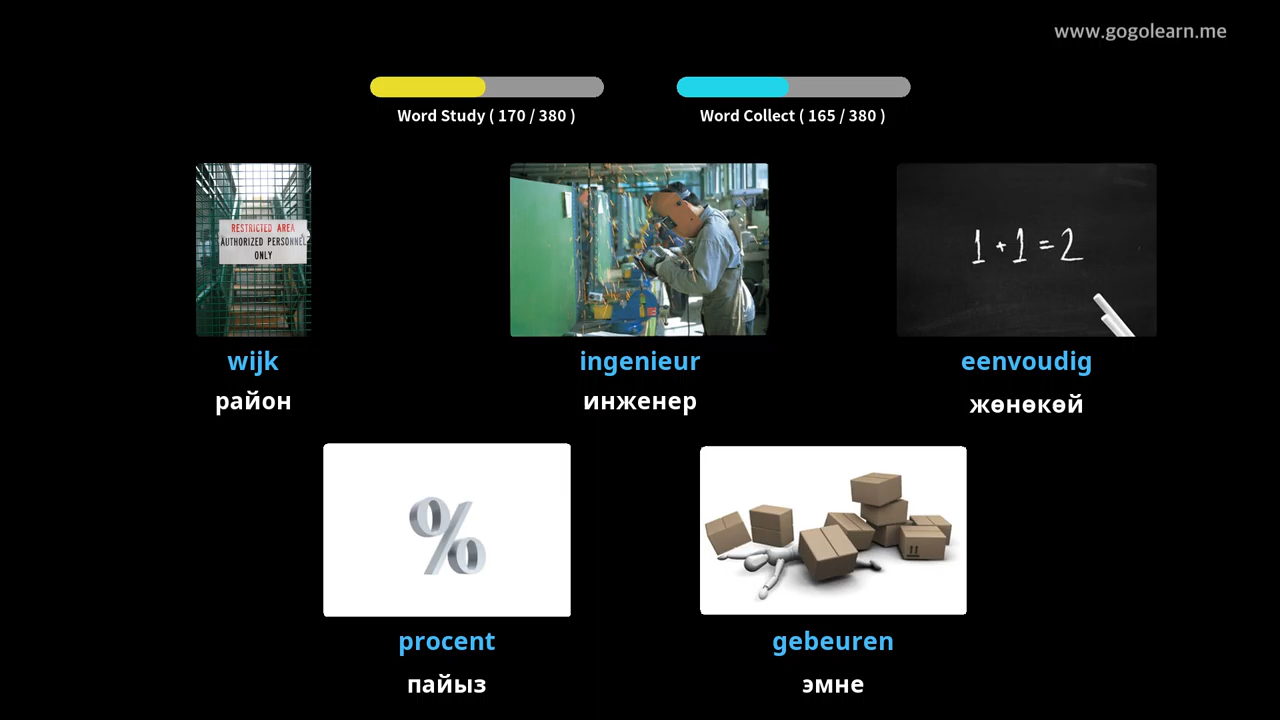 www.gogolearn.me
Word Study ( 170 / 380 )
Word Collect ( 165 / 380 )
RESTRICTED AREA
AUTHORIZED PERSONNEL
ONLY
1+1=2
wijk
ingenieur
eenvoudig
район
инженер
жөнөкөй
%
procent
gebeuren
пайыз
эмне